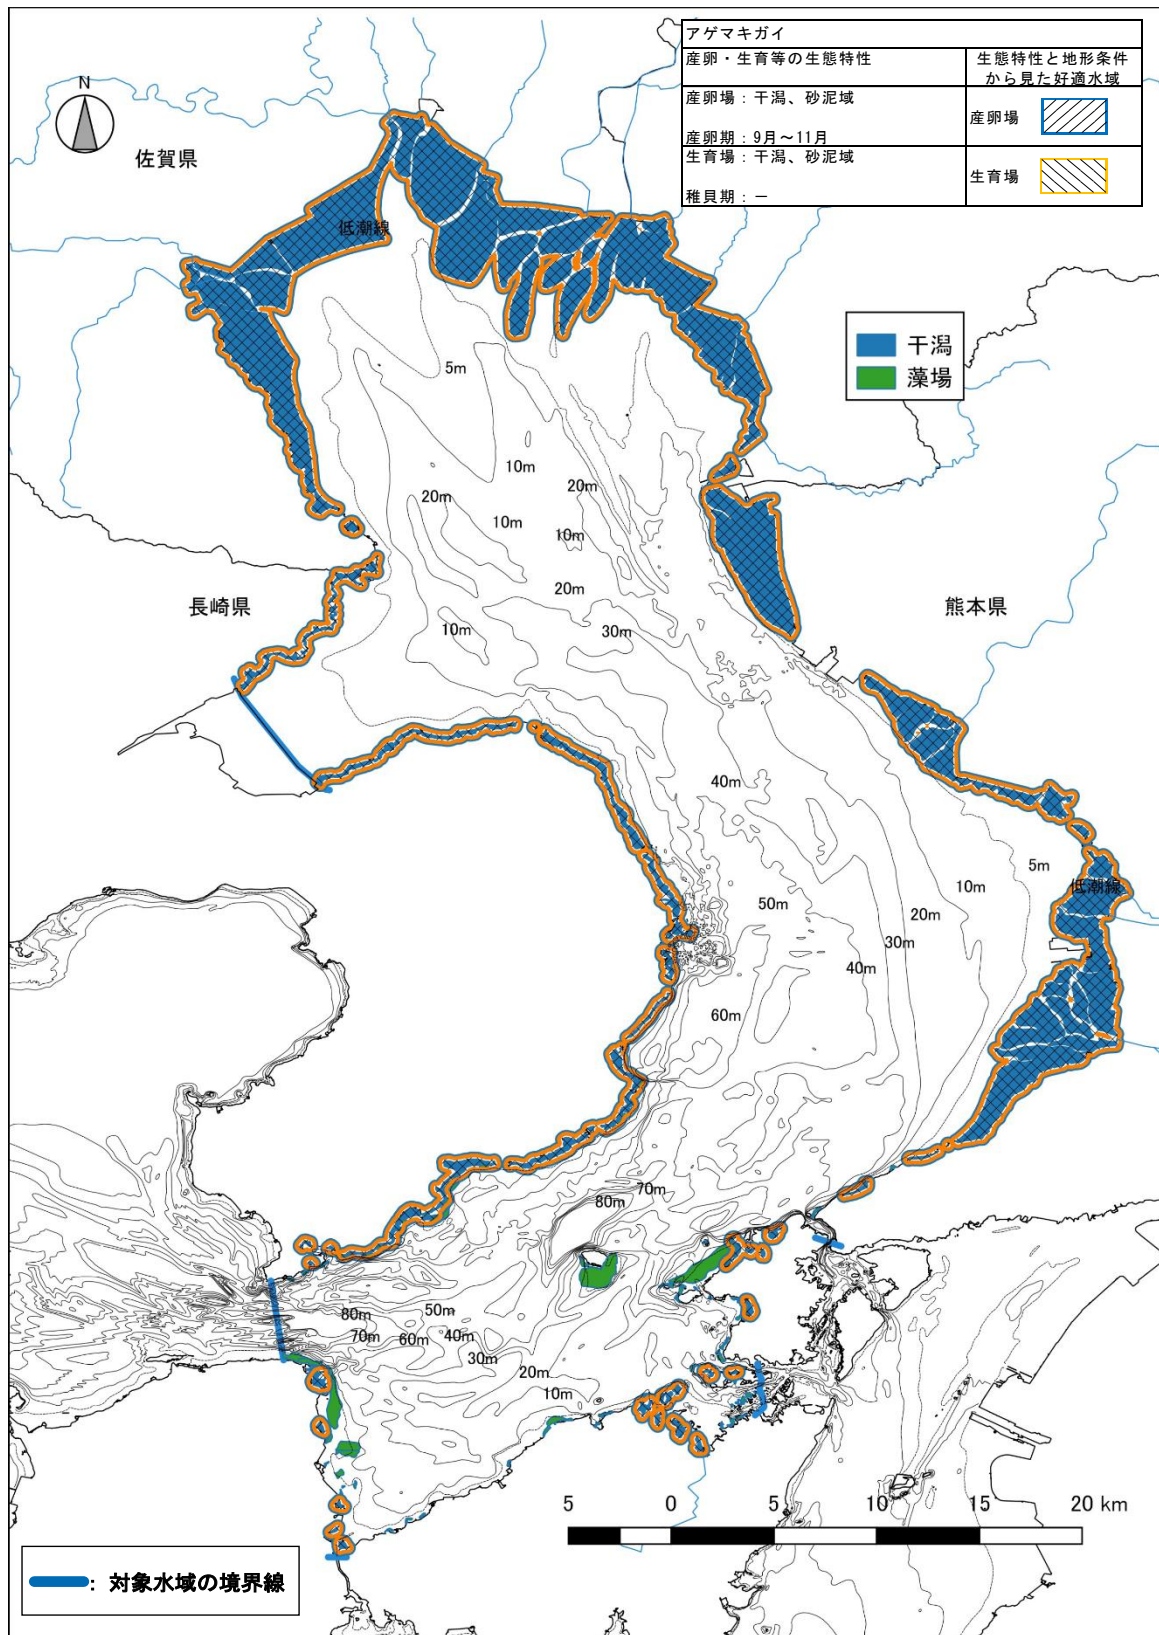 アゲマキガイ
産卵・生育等の生態特性
生態特性と地形条件
から見た好適水域
産卵場：干潟、砂泥域
産卵期：9月～11月
産卵場
生育場：干潟、砂泥域
稚貝期：－
生育場
N
佐賀県
低潮線
干潟
藻場
5m
10m
20m
20m
10m
10m
20m
長崎県
熊本県
10m
30m
40m
5m
10m
低潮線
50m
20m
30m
40m
60m
70m
80m
80m
50m
70m
60m
40m
30m
20m
10m
5 0 5 10 15 20 km
：対象水域の境界線